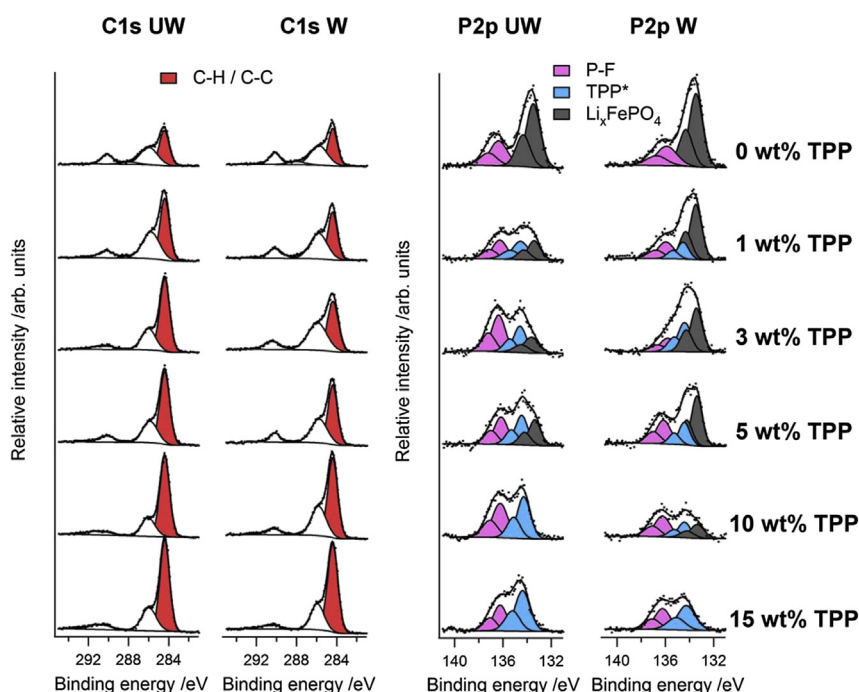 C1s UW
C1s W
P2p UW
P2p W
C-H / C-C
P-F
TPP*
LiₓFePO₄
Relative intensity /arb. units
Relative intensity /arb. units
0 wt% TPP
1 wt% TPP
3 wt% TPP
5 wt% TPP
10 wt% TPP
15 wt% TPP
292 288 284
292 288 284
140 136 132
140 136 132
Binding energy /eV
Binding energy /eV
Binding energy /eV
Binding energy /eV